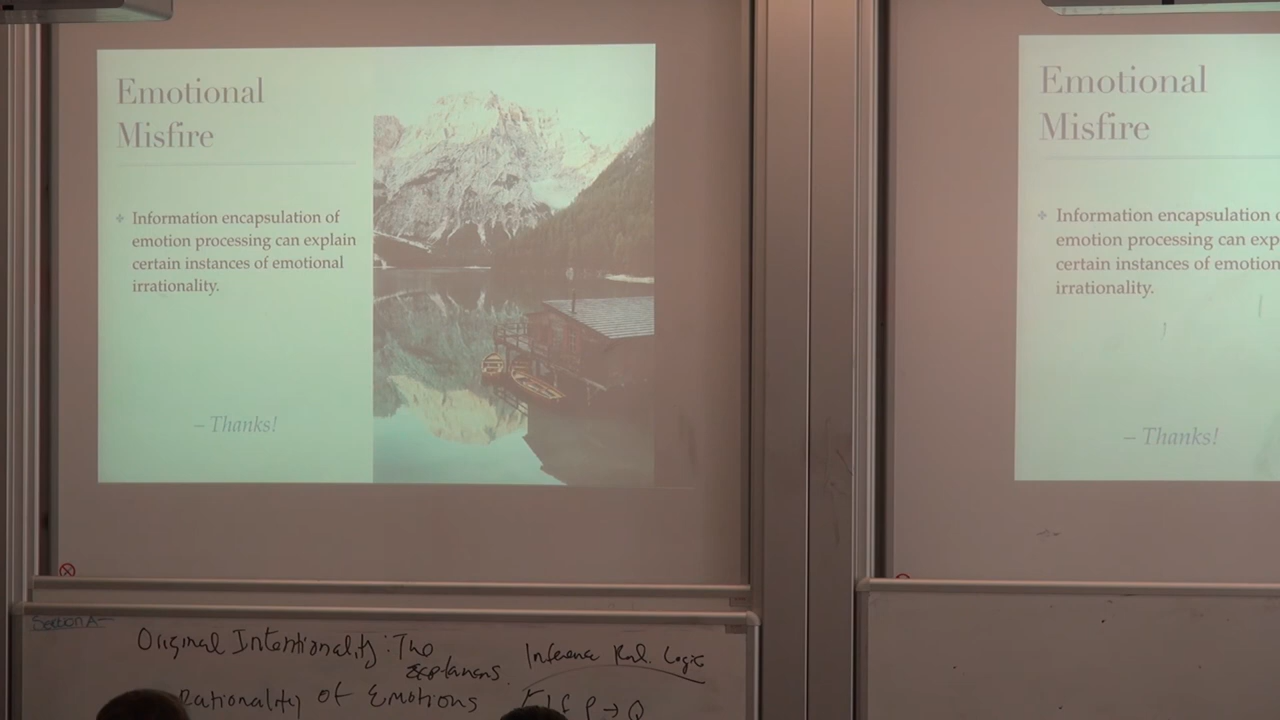 Emotional
Misfire
Information encapsulation of
emotion processing can explain
certain instances of emotional
irrationality.
– Thanks!
Emotional
Misfire
Information encapsulation
emotion processing can exp
certain instances of emotion
irrationality.
– Thanks!
Section A
Original Intentionality: Two
Inference Rul. Logic
Rationality of Emotions
If P → Q